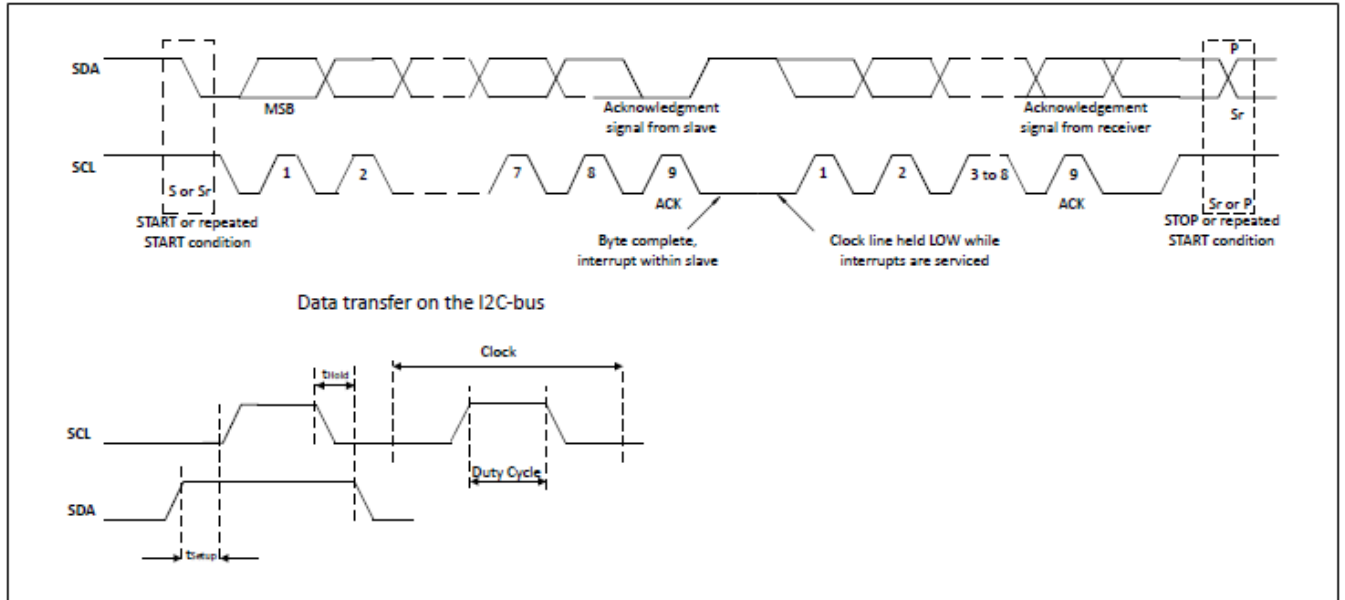 P
SDA
MSB
Acknowledgment
signal from slave
Acknowledgement
signal from receiver
Sr
SCL
1
2
7
8
9
1
2
3 to 8
9
S or Sr
ACK
ACK
Sr or P
START or repeated
START condition
STOP or repeated
START condition
Byte complete,
interrupt within slave
Clock line held LOW while
interrupts are serviced
Data transfer on the I2C-bus
Clock
tHold
SCL
Duty Cycle
SDA
tSetup